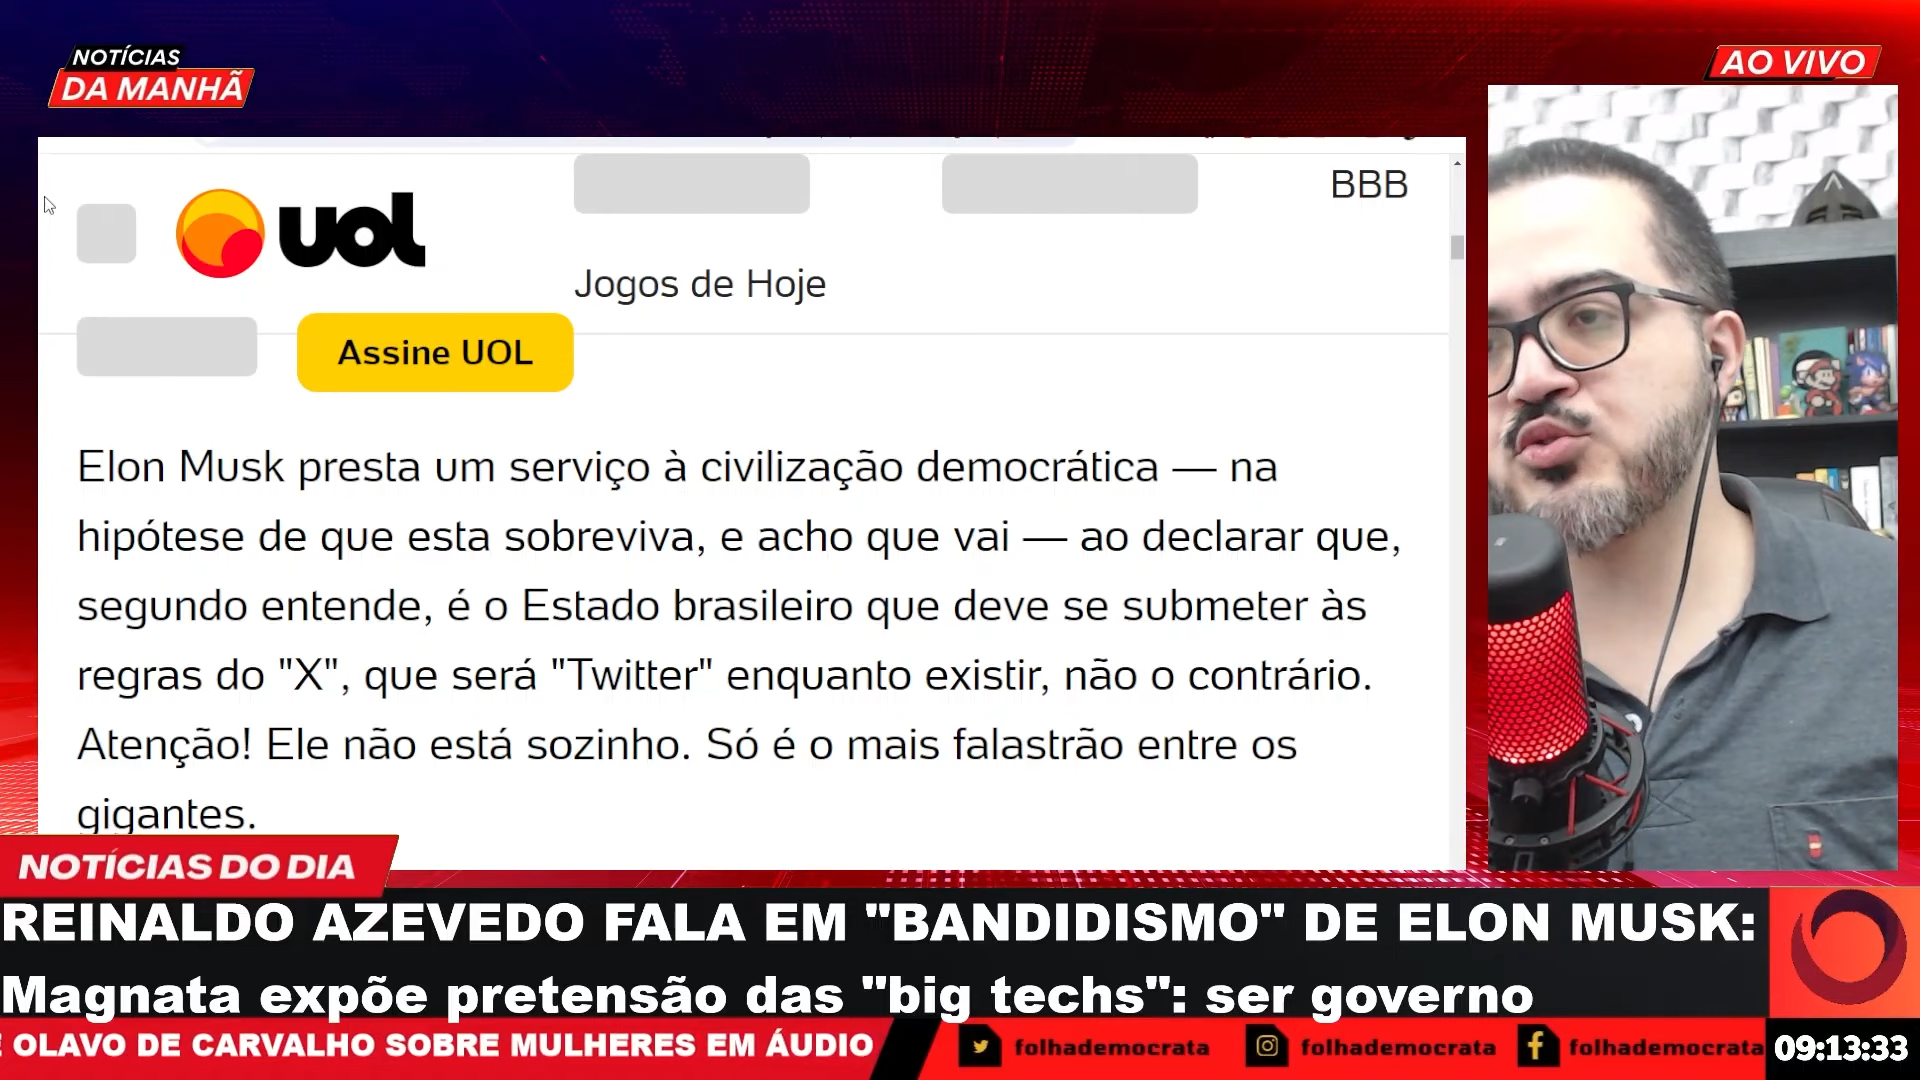 NOTÍCIAS
DA MANHÃ
AO VIVO
uol
BBB
Jogos de Hoje
Assine UOL
Elon Musk presta um serviço à civilização democrática — na
hipótese de que esta sobreviva, e acho que vai — ao declarar que,
segundo entende, é o Estado brasileiro que deve se submeter às
regras do "X", que será "Twitter" enquanto existir, não o contrário.
Atenção! Ele não está sozinho. Só é o mais falastrão entre os
gigantes.
NOTÍCIAS DO DIA
REINALDO AZEVEDO FALA EM "BANDIDISMO" DE ELON MUSK:
Magnata expõe pretensão das "big techs": ser governo
OLAVO DE CARVALHO SOBRE MULHERES EM ÁUDIO
folhademocrata
folhademocrata
folhademocrata
09:13:33